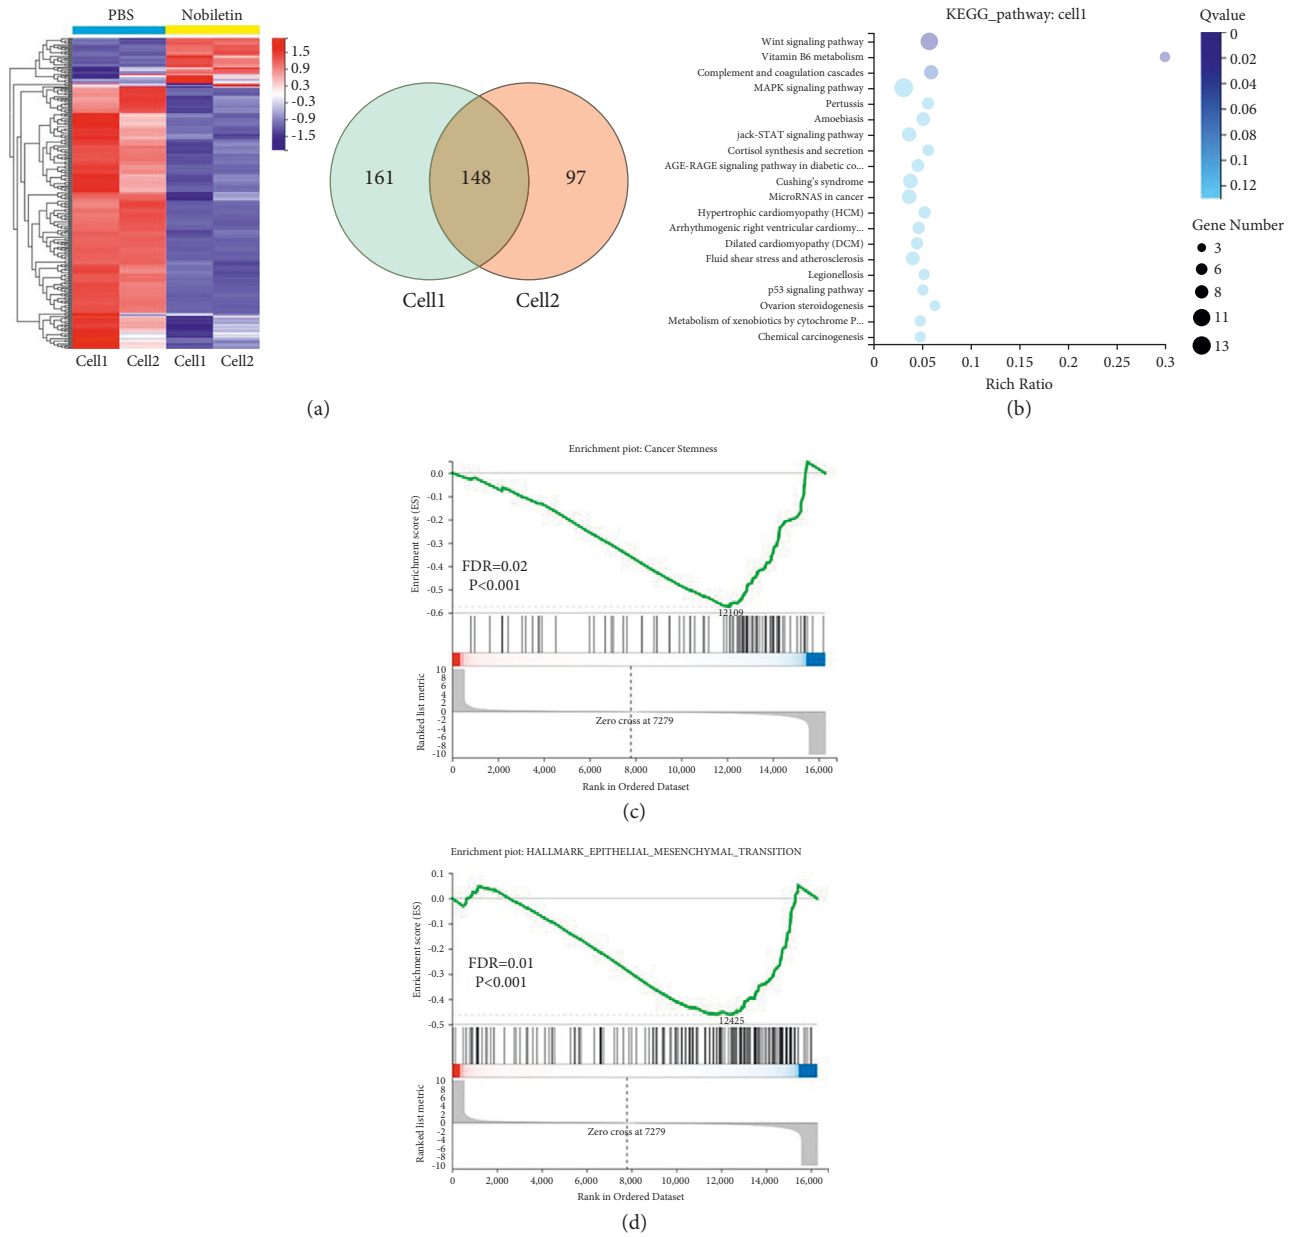 PBS Nobiletin
1.5
0.9
0.3
-0.3
-0.9
-1.5
Cell1 Cell2 Cell1 Cell2
161 148 97
Cell1 Cell2
(a)
KEGG_pathway: cell1
Wint signaling pathway
Vitamin B6 metabolism
Complement and coagulation cascades
MAPK signaling pathway
Pertussis
Amoebiasis
jack-STAT signaling pathway
Cortisol synthesis and secretion
AGE-RAGE signaling pathway in diabetic co...
Cushing's syndrome
MicroRNAS in cancer
Hypertrophic cardiomyopathy (HCM)
Arrhythmogenic right ventricular cardiomy...
Dilated cardiomyopathy (DCM)
Fluid shear stress and atherosclerosis
Legionellosis
p53 signaling pathway
Ovarion steroidogenesis
Metabolism of xenobiotics by cytochrome P...
Chemical carcinogenesis
0 0.05 0.1 0.15 0.2 0.25 0.3
Rich Ratio
Qvalue
0
0.02
0.04
0.06
0.08
0.1
0.12
Gene Number
3
6
8
11
13
(b)
Enrichment piot: Cancer Stemness
Enrichment score (ES)
0.0
-0.1
-0.2
-0.3
-0.4
-0.5
-0.6
FDR=0.02
P<0.001
12109
Ranked list metric
10
8
6
4
2
0
-2
-4
-6
-8
-10
Zero cross at 7279
0 2,000 4,000 6,000 8,000 10,000 12,000 14,000 16,000
Rank in Ordered Dataset
(c)
Enrichment piot: HALLMARK_EPITHELIAL_MESENCHYMAL_TRANSITION
Enrichment score (ES)
0.1
0.0
-0.1
-0.2
-0.3
-0.4
-0.5
FDR=0.01
P<0.001
12425
Ranked list metric
10
8
6
4
2
0
-2
-4
-6
-8
-10
Zero cross at 7279
0 2,000 4,000 6,000 8,000 10,000 12,000 14,000 16,000
Rank in Ordered Dataset
(d)